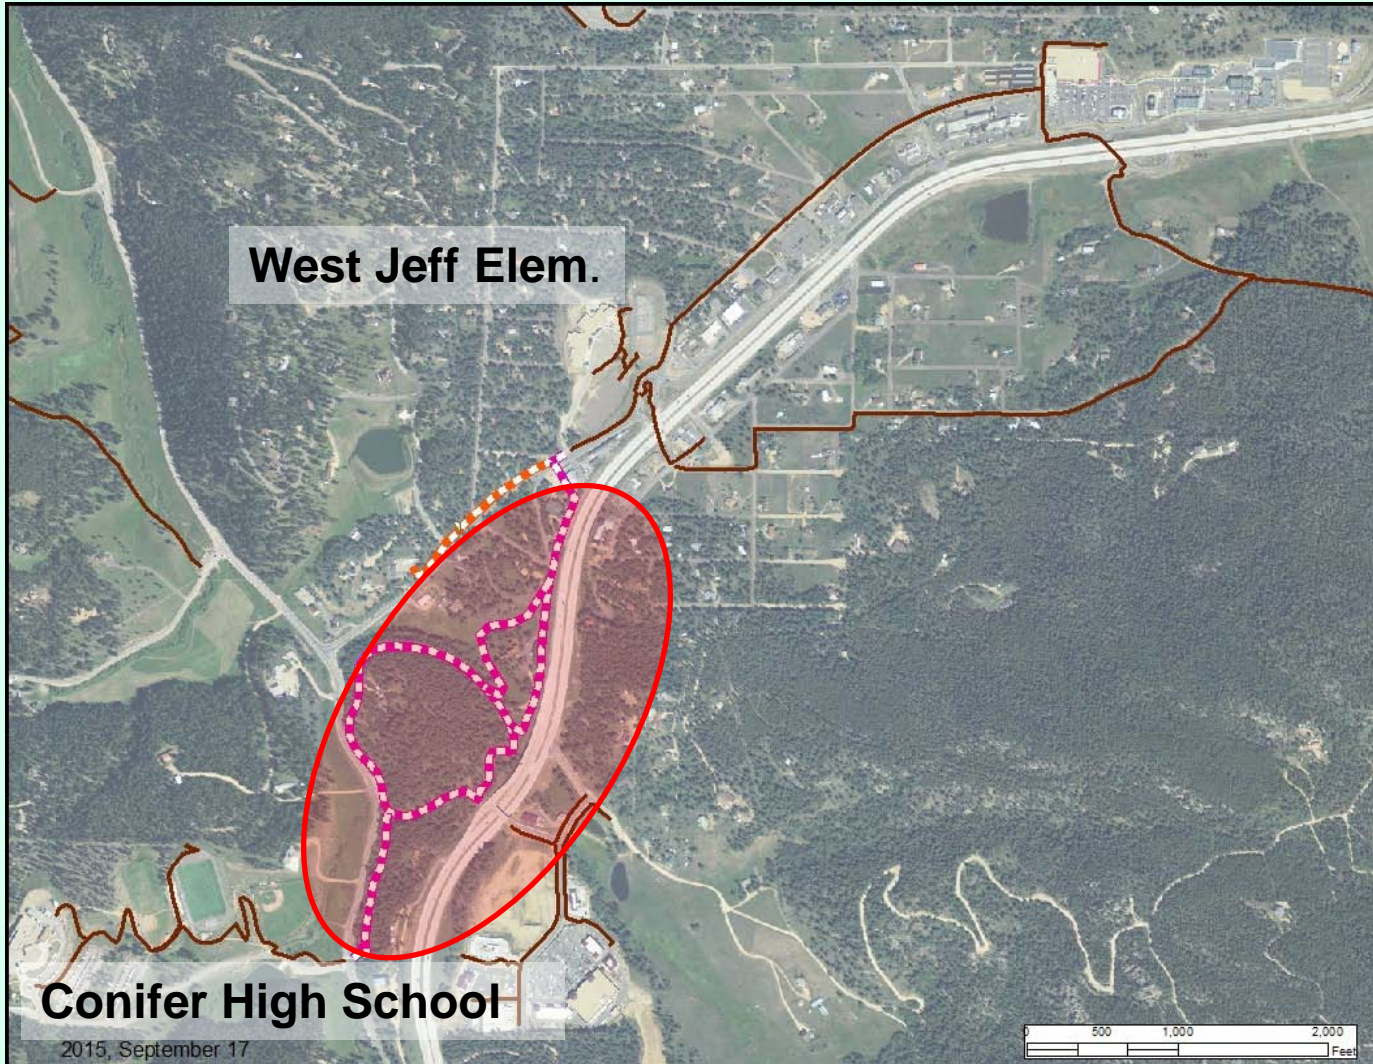 West Jeff Elem.
Conifer High School
2015, September 17
0 500 1,000 2,000
Feet